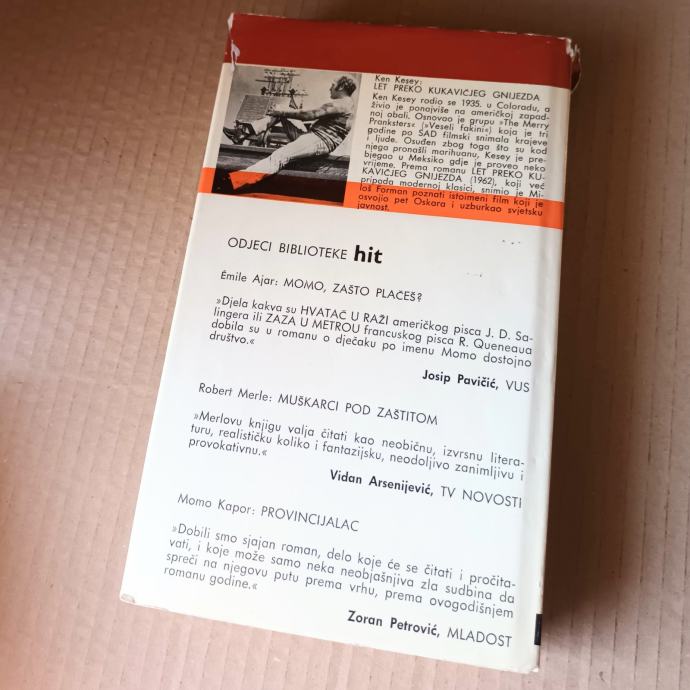 Ken Kesey:
LET PREKO KUKAVIČJEG GNIJEZDA
Ken Kesey rodio se 1935. u Coloradu, a
živio je ponajviše na američkoj zapad-
noj obali. Osnovao je grupu »The Merry
Pranksters« (»Veseli fakini«) koja je tri
godine po SAD filmski snimala krajeve
i ljude. Osuđen zbog toga što su kod
njega pronašli marihuanu, Kesey je pre-
bjegao u Meksiko gdje je proveo neko
vrijeme. Prema romanu LET PREKO KU-
KAVIČJEG GNIJEZDA (1962), koji već
pripada modernoj klasici, snimio je Mi-
loš Forman poznati istoimeni film koji je
osvojio pet Oskara i uzburkao svjetsku
javnost.
ODJECI BIBLIOTEKE hit
Émile Ajar: MOMO, ZAŠTO PLAČEŠ?
»Djela kakva su HVATAČ U RAŽI američkog pisca J. D. Sa-
lingera ili ZAZA U METROU francuskog pisca R. Queneaua
dobila su u romanu o dječaku po imenu Momo dostojno
društvo.«
Josip Pavičić, VUS
Robert Merle: MUŠKARCI POD ZAŠTITOM
»Merlovu knjigu valja čitati kao neobičnu, izvrsnu litera-
turu, realističku koliko i fantazijsku, neodoljivo zanimljivu i
provokativnu.«
Vidan Arsenijević, TV NOVOSTI
Momo Kapor: PROVINCIJALAC
»Dobili smo sjajan roman, delo koje će se čitati i pročita-
vati, i koje može samo neka neobjašnjiva zla sudbina da
spreči na njegovu putu prema vrhu, prema ovogodišnjem
romanu godine.«
Zoran Petrović, MLADOST